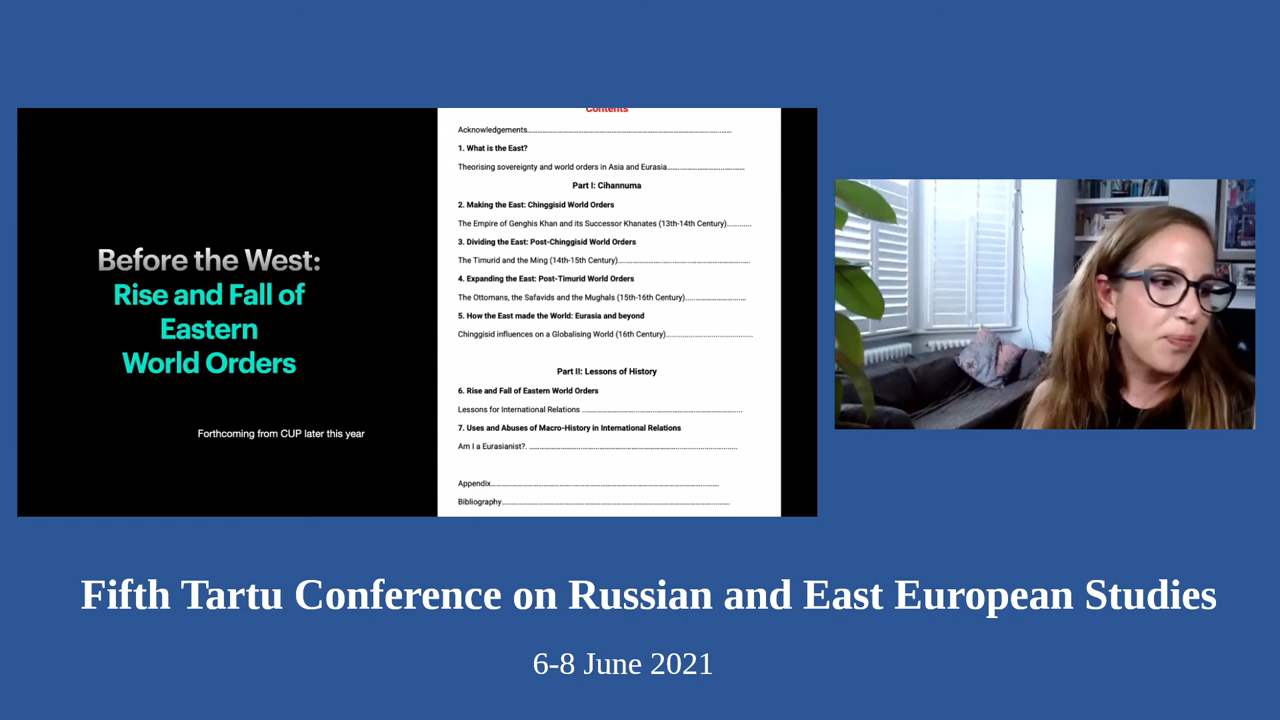 Before the West:
Rise and Fall of
Eastern
World Orders
Forthcoming from CUP later this year
Contents
Acknowledgements
1. What is the East?
Theorising sovereignty and world orders in Asia and Eurasia
Part I: Cihannuma
2. Making the East: Chinggisid World Orders
The Empire of Genghis Khan and its Successor Khanates (13th-14th Century)
3. Dividing the East: Post-Chinggisid World Orders
The Timurid and the Ming (14th-15th Century)
4. Expanding the East: Post-Timurid World Orders
The Ottomans, the Safavids and the Mughals (15th-16th Century)
5. How the East made the World: Eurasia and beyond
Chinggisid influences on a Globalising World (16th Century)
Part II: Lessons of History
6. Rise and Fall of Eastern World Orders
Lessons for International Relations
7. Uses and Abuses of Macro-History in International Relations
Am I a Eurasianist?.
Appendix
Bibliography
Fifth Tartu Conference on Russian and East European Studies
6-8 June 2021